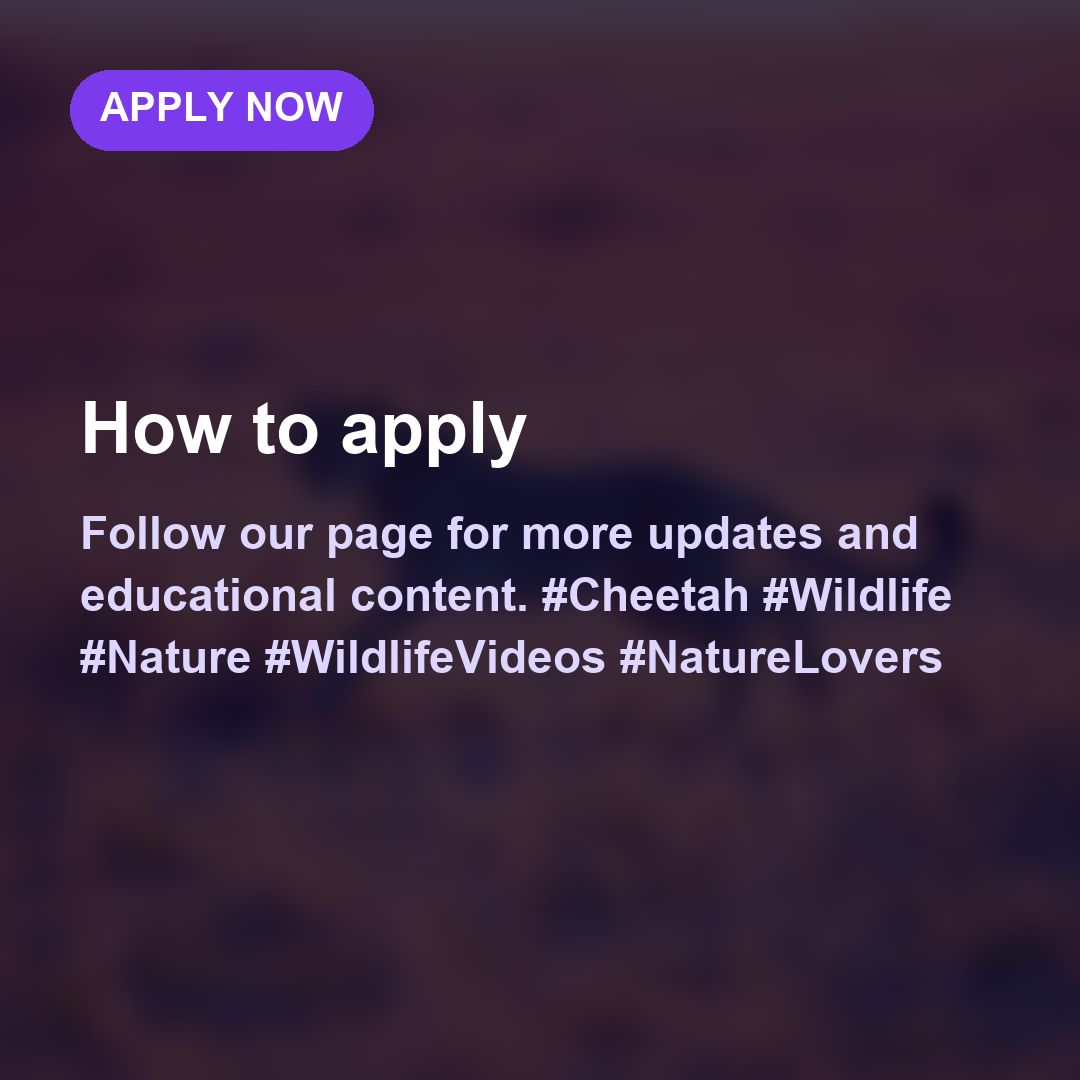 APPLY NOW
How to apply
Follow our page for more updates and
educational content. #Cheetah #Wildlife
#Nature #WildlifeVideos #NatureLovers